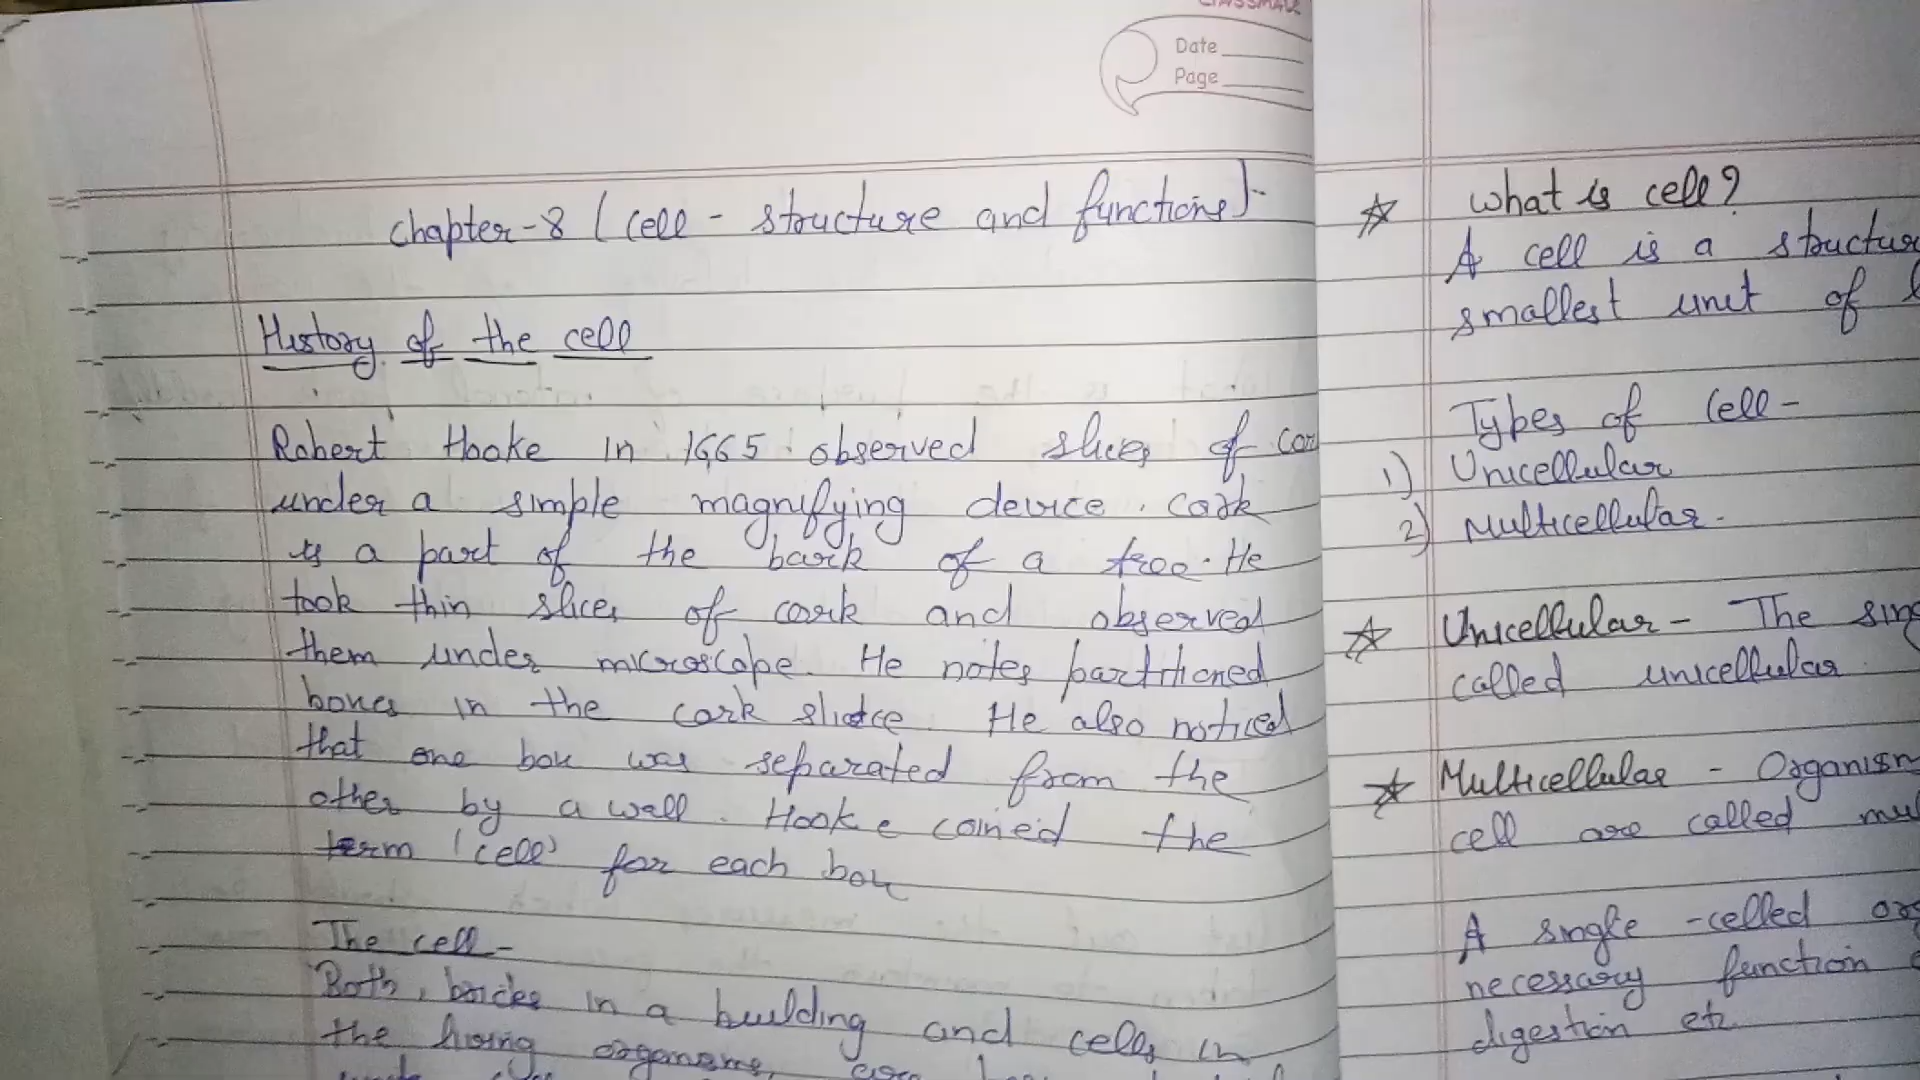 Date
Page
Chapter-8 (Cell - structure and functions)-
History of the cell
Robert Hooke in 1665 observed slices of
under a simple magnifying device. Cork
is a part of the bark of a tree. He
took thin slices of cork and observed
them under microscope. He notes partitioned
boxes in the cork slice. He also noticed
that one box was separated from the
other by a wall. Hooke coined the
term 'cell' for each box
The cell -
Both, bricks in a building and cells in
the living organisms, are
What is cell?
A cell is a
smallest unit of
Types of Cell -
1) Unicellular
2) Multicellular.
Unicellular - The
called unicellular.
Multicellular -
cell are called
A single -celled
necessary function
digestion etc